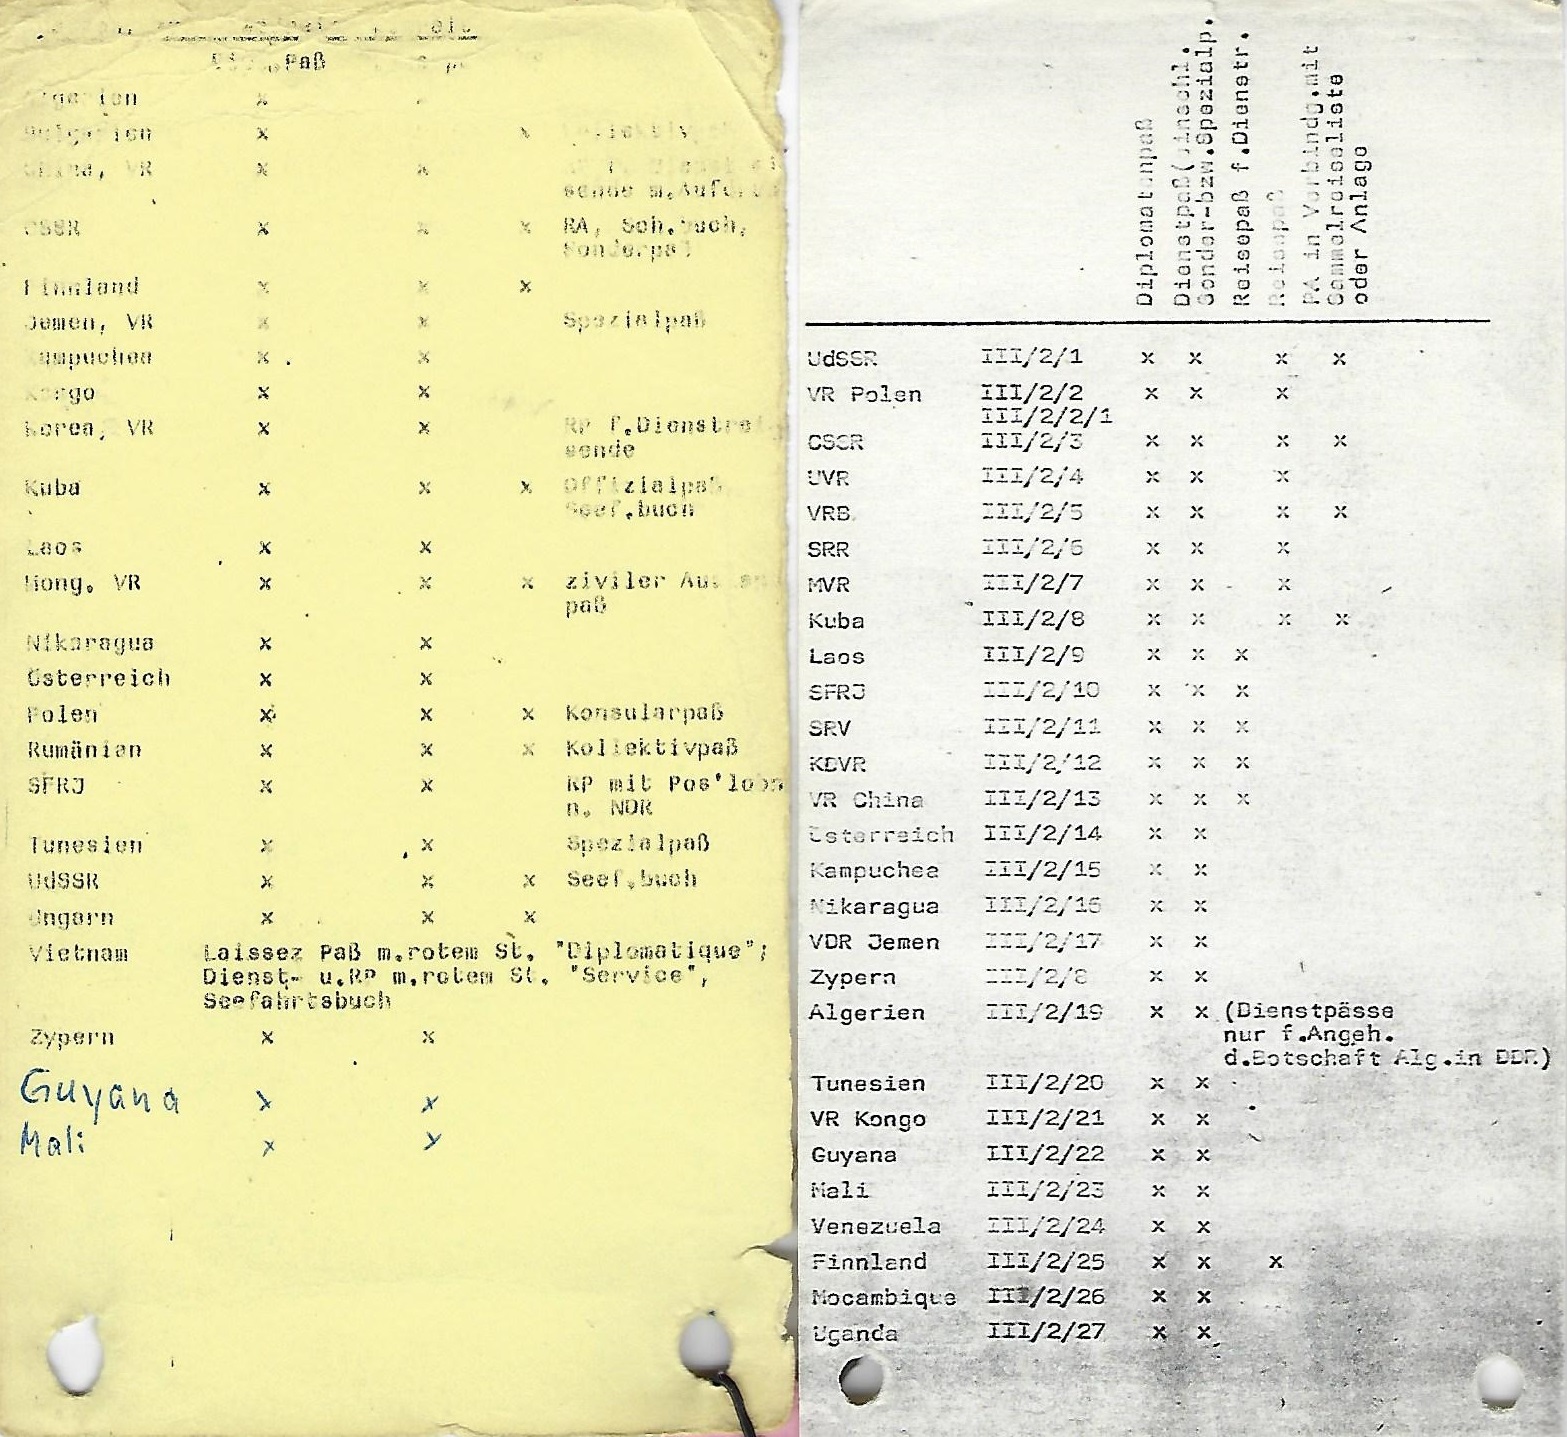 Paß
x
x x
China, VR x x
sende m.Aufe
CSSR x x x RA, Sch.buch,
Sonderpaß
Finnland x x x
Jemen, VR x x Spezialpaß
Kampuchea x x
Kongo x x
Korea, VR x x RP f.Dienstrei
sende
Kuba x x x Offizialpaß
Seef.buch
Laos x x
Mong. VR x x x ziviler
paß
Nikaragua x x
Österreich x x
Polen x x x Konsularpaß
Rumänian x x x Kollektivpaß
SFRJ x x RP mit Pos'lobn
n. NDR
Tunesien x x Spezialpaß
UdSSR x x x Seef.buch
Ungarn x x x
Vietnam Laissez Paß m.rotem St. "Diplomatique";
Dienst- u.RP m.rotem St. "Service",
Seefahrtsbuch
Zypern x x
Guyana x x
Mali x x
Diplomatenpaß
Dienstpaß(einschl.
Sonder-bzw.Spezialp.
Reisepaß f.Dienstr.
Reisepaß
PA in Verbindg.mit
Sammelreiseliste
oder Anlage
UdSSR III/2/1 x x x x
VR Polen III/2/2 x x x
III/2/2/1
CSSR III/2/3 x x x x
UVR III/2/4 x x x
VRB III/2/5 x x x x
SRR III/2/6 x x x
MVR III/2/7 x x x
Kuba III/2/8 x x x x
Laos III/2/9 x x x
SFRJ III/2/10 x x x
SRV III/2/11 x x x
KDVR III/2/12 x x x
VR China III/2/13 x x x
Österreich III/2/14 x x
Kampuchea III/2/15 x x
Nikaragua III/2/16 x x
VDR Jemen III/2/17 x x
Zypern III/2/8 x x
Algerien III/2/19 x x (Dienstpässe
nur f.Angeh.
d.Botschaft Alg.in DDR)
Tunesien III/2/20 x x
VR Kongo III/2/21 x x
Guyana III/2/22 x x
Mali III/2/23 x x
Venezuela III/2/24 x x
Finnland III/2/25 x x x
Mocambique III/2/26 x x
Uganda III/2/27 x x